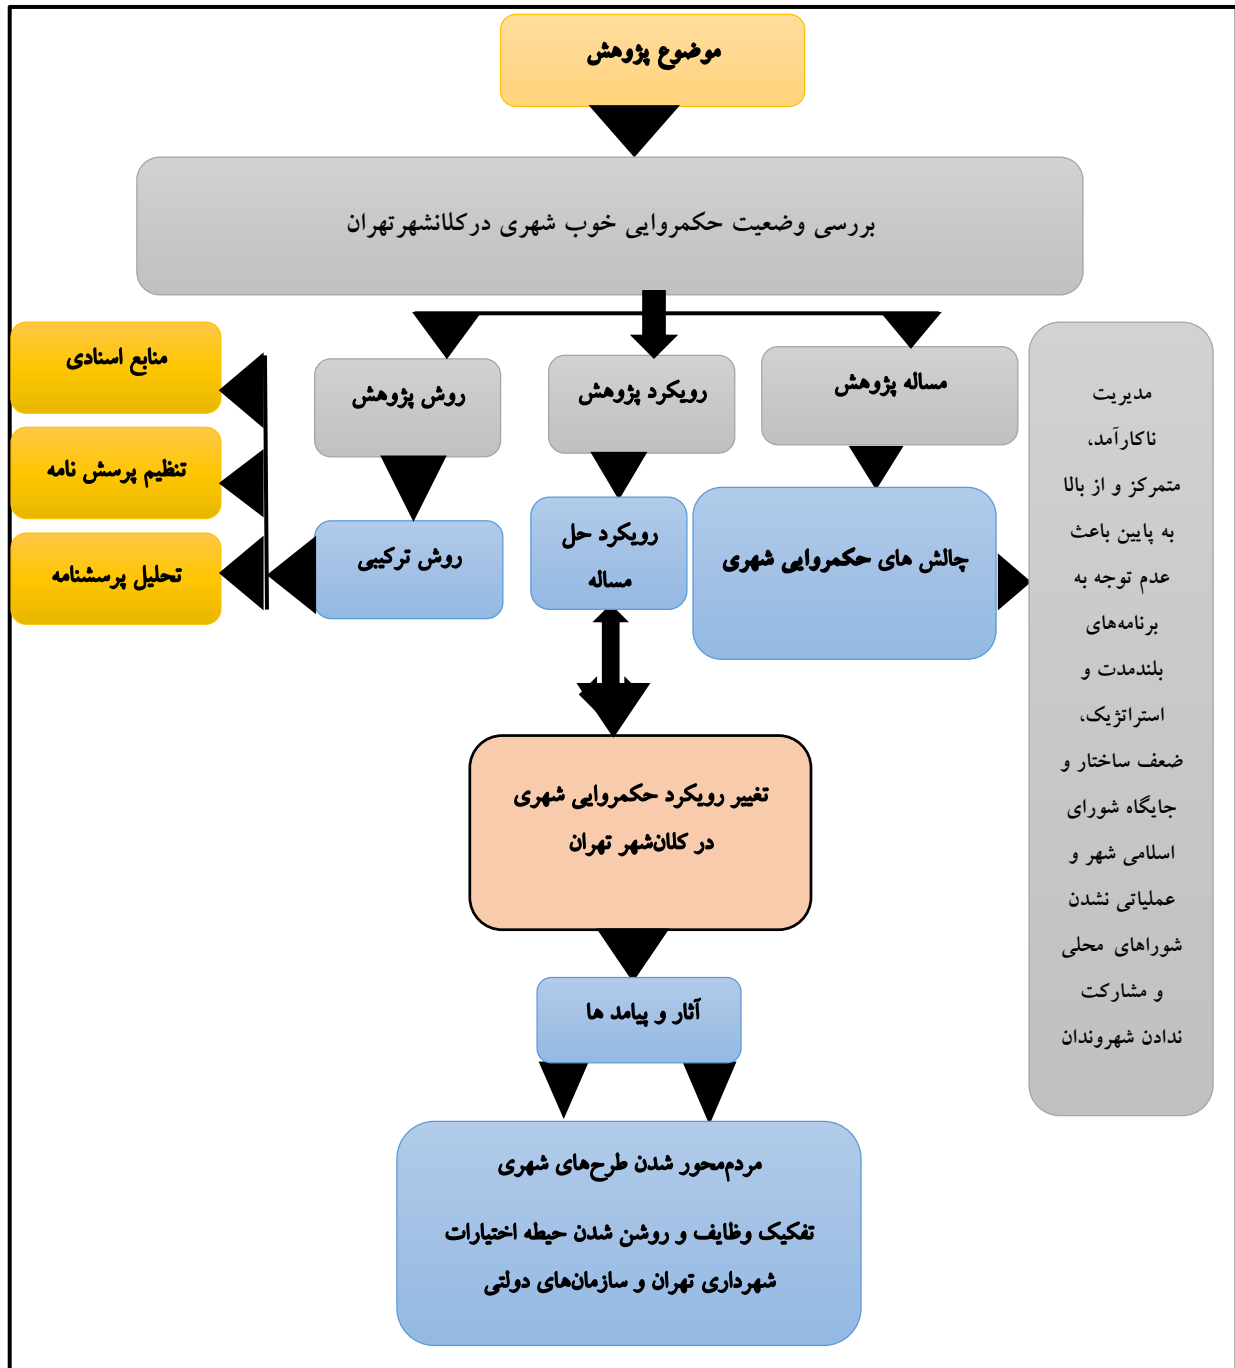 موضوع پژوهش
بررسی وضعیت حکمروایی خوب شهری درکلانشهرتهران
مساله پژوهش
رویکرد پژوهش
روش پژوهش
چالش های حکمروایی شهری
رویکرد حل
مساله
روش ترکیبی
منابع اسنادی
تنظیم پرسش نامه
تحلیل پرسشنامه
مدیریت
ناکارآمد،
متمرکز و از بالا
به پایین باعث
عدم توجه به
برنامه‌های
بلندمدت و
استراتژیک،
ضعف ساختار و
جایگاه شورای
اسلامی شهر و
عملیاتی نشدن
شوراهای محلی
و مشارکت
ندادن شهروندان
تغییر رویکرد حکمروایی شهری
در کلان‌شهر تهران
آثار و پیامد ها
مردم‌محور شدن طرح‌های شهری
تفکیک وظایف و روشن شدن حیطه اختیارات
شهرداری تهران و سازمان‌های دولتی